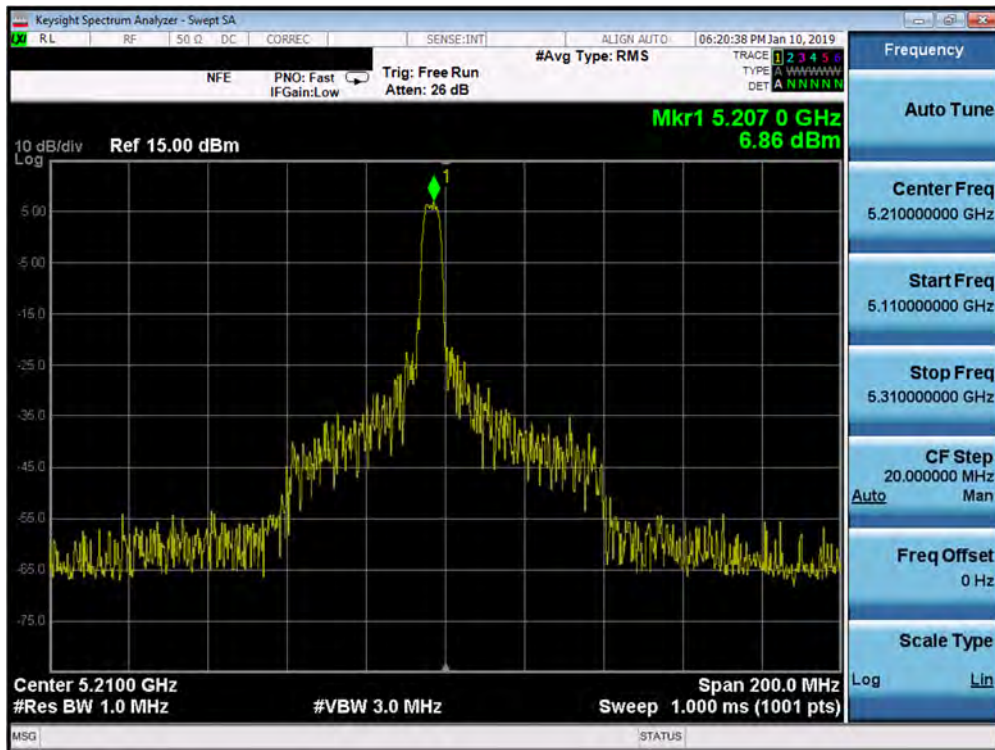 Keysight Spectrum Analyzer - Swept SA
LXI RL RF 50 Ω DC CORREC SENSE:INT ALIGN AUTO 06:20:38 PM Jan 10, 2019
NFE PNO: Fast Trig: Free Run #Avg Type: RMS TRACE 1 2 3 4 5 6
IFGain:Low Atten: 26 dB TYPE A WWWWW
DET A N N N N N
Mkr1 5.207 0 GHz
6.86 dBm
10 dB/div Ref 15.00 dBm
Log
1
5.00
-5.00
-15.0
-25.0
-35.0
-45.0
-55.0
-65.0
-75.0
Center 5.2100 GHz Span 200.0 MHz
#Res BW 1.0 MHz #VBW 3.0 MHz Sweep 1.000 ms (1001 pts)
MSG STATUS
Frequency
Auto Tune
Center Freq
5.210000000 GHz
Start Freq
5.110000000 GHz
Stop Freq
5.310000000 GHz
CF Step
20.000000 MHz
Auto Man
Freq Offset
0 Hz
Scale Type
Log Lin